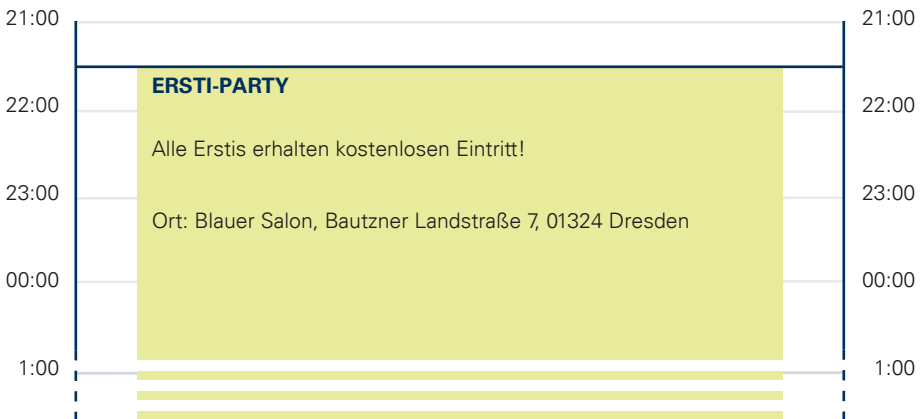 21:00 21:00
ERSTI-PARTY
22:00 22:00
Alle Erstis erhalten kostenlosen Eintritt!
23:00 23:00
Ort: Blauer Salon, Bautzner Landstraße 7, 01324 Dresden
00:00 00:00
1:00 1:00